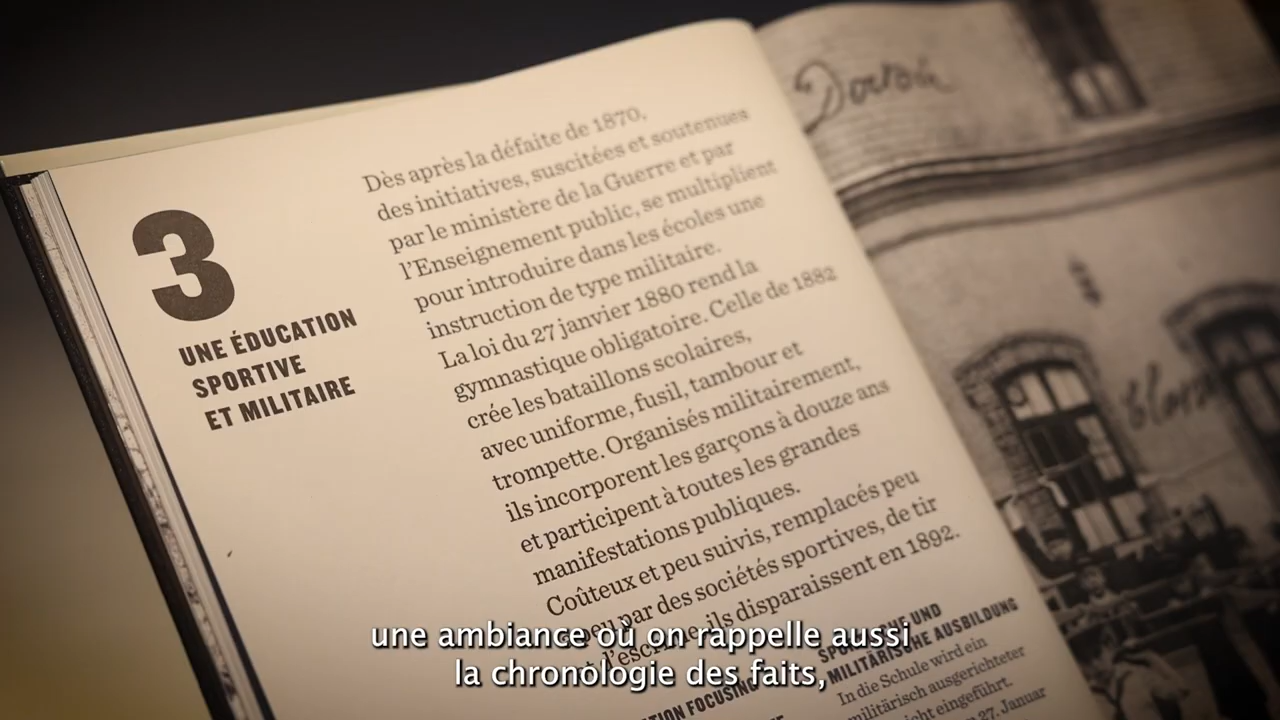 3
UNE ÉDUCATION
SPORTIVE
ET MILITAIRE
Dès après la défaite de 1870,
des initiatives, suscitées et soutenues
par le ministère de la Guerre et par
l'Enseignement public, se multiplient
pour introduire dans les écoles une
instruction de type militaire.
La loi du 27 janvier 1880 rend la
gymnastique obligatoire. Celle de 1882
crée les bataillons scolaires,
avec uniforme, fusil, tambour et
trompette. Organisés militairement,
ils incorporent les garçons à douze ans
et participent à toutes les grandes
manifestations publiques.
Coûteux et peu suivis, remplacés peu
peu par des sociétés sportives, de tir
ils disparaissent en 1892.
FOCUSING
UND
MILITÄRISCHE AUSBILDUNG
In die Schule wird ein
militärisch ausgerichteter
eingeführt.
27. Januar
une ambiance où on rappelle aussi
la chronologie des faits,